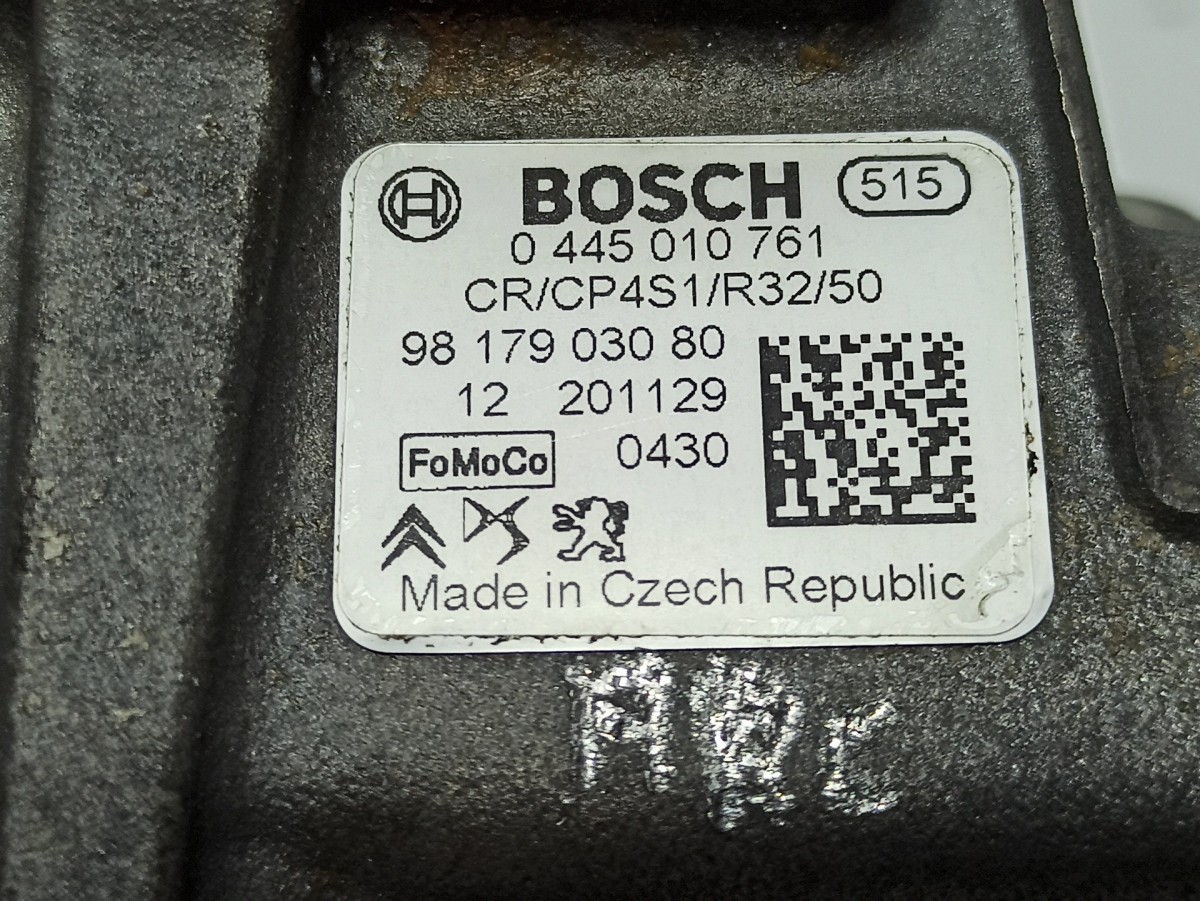 BOSCH 515
0 445 010 761
CR/CP4S1/R32/50
98 179 030 80
12 201129
FoMoCo 0430
Made in Czech Republic